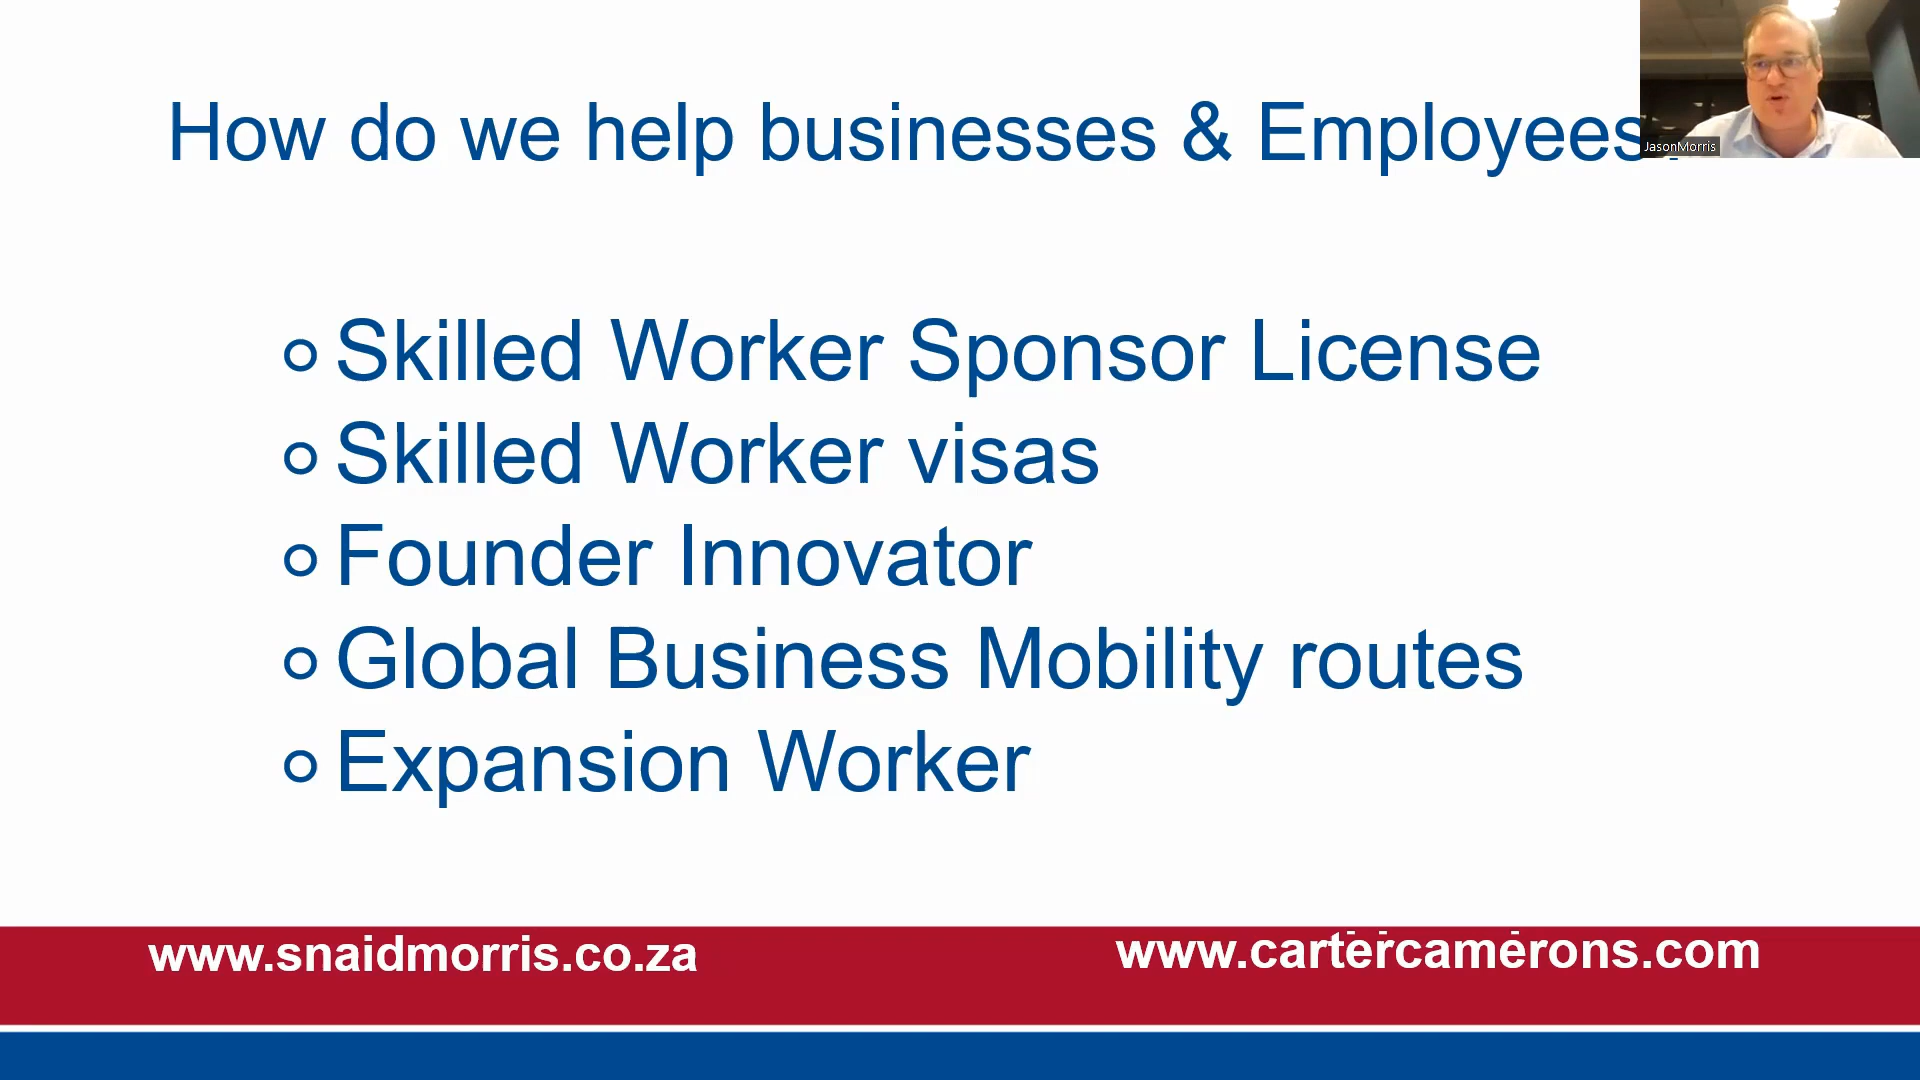 How do we help businesses & Employees
JasonMorris
Skilled Worker Sponsor License
Skilled Worker visas
Founder Innovator
Global Business Mobility routes
Expansion Worker
www.snaidmorris.co.za
www.cartercamerons.com